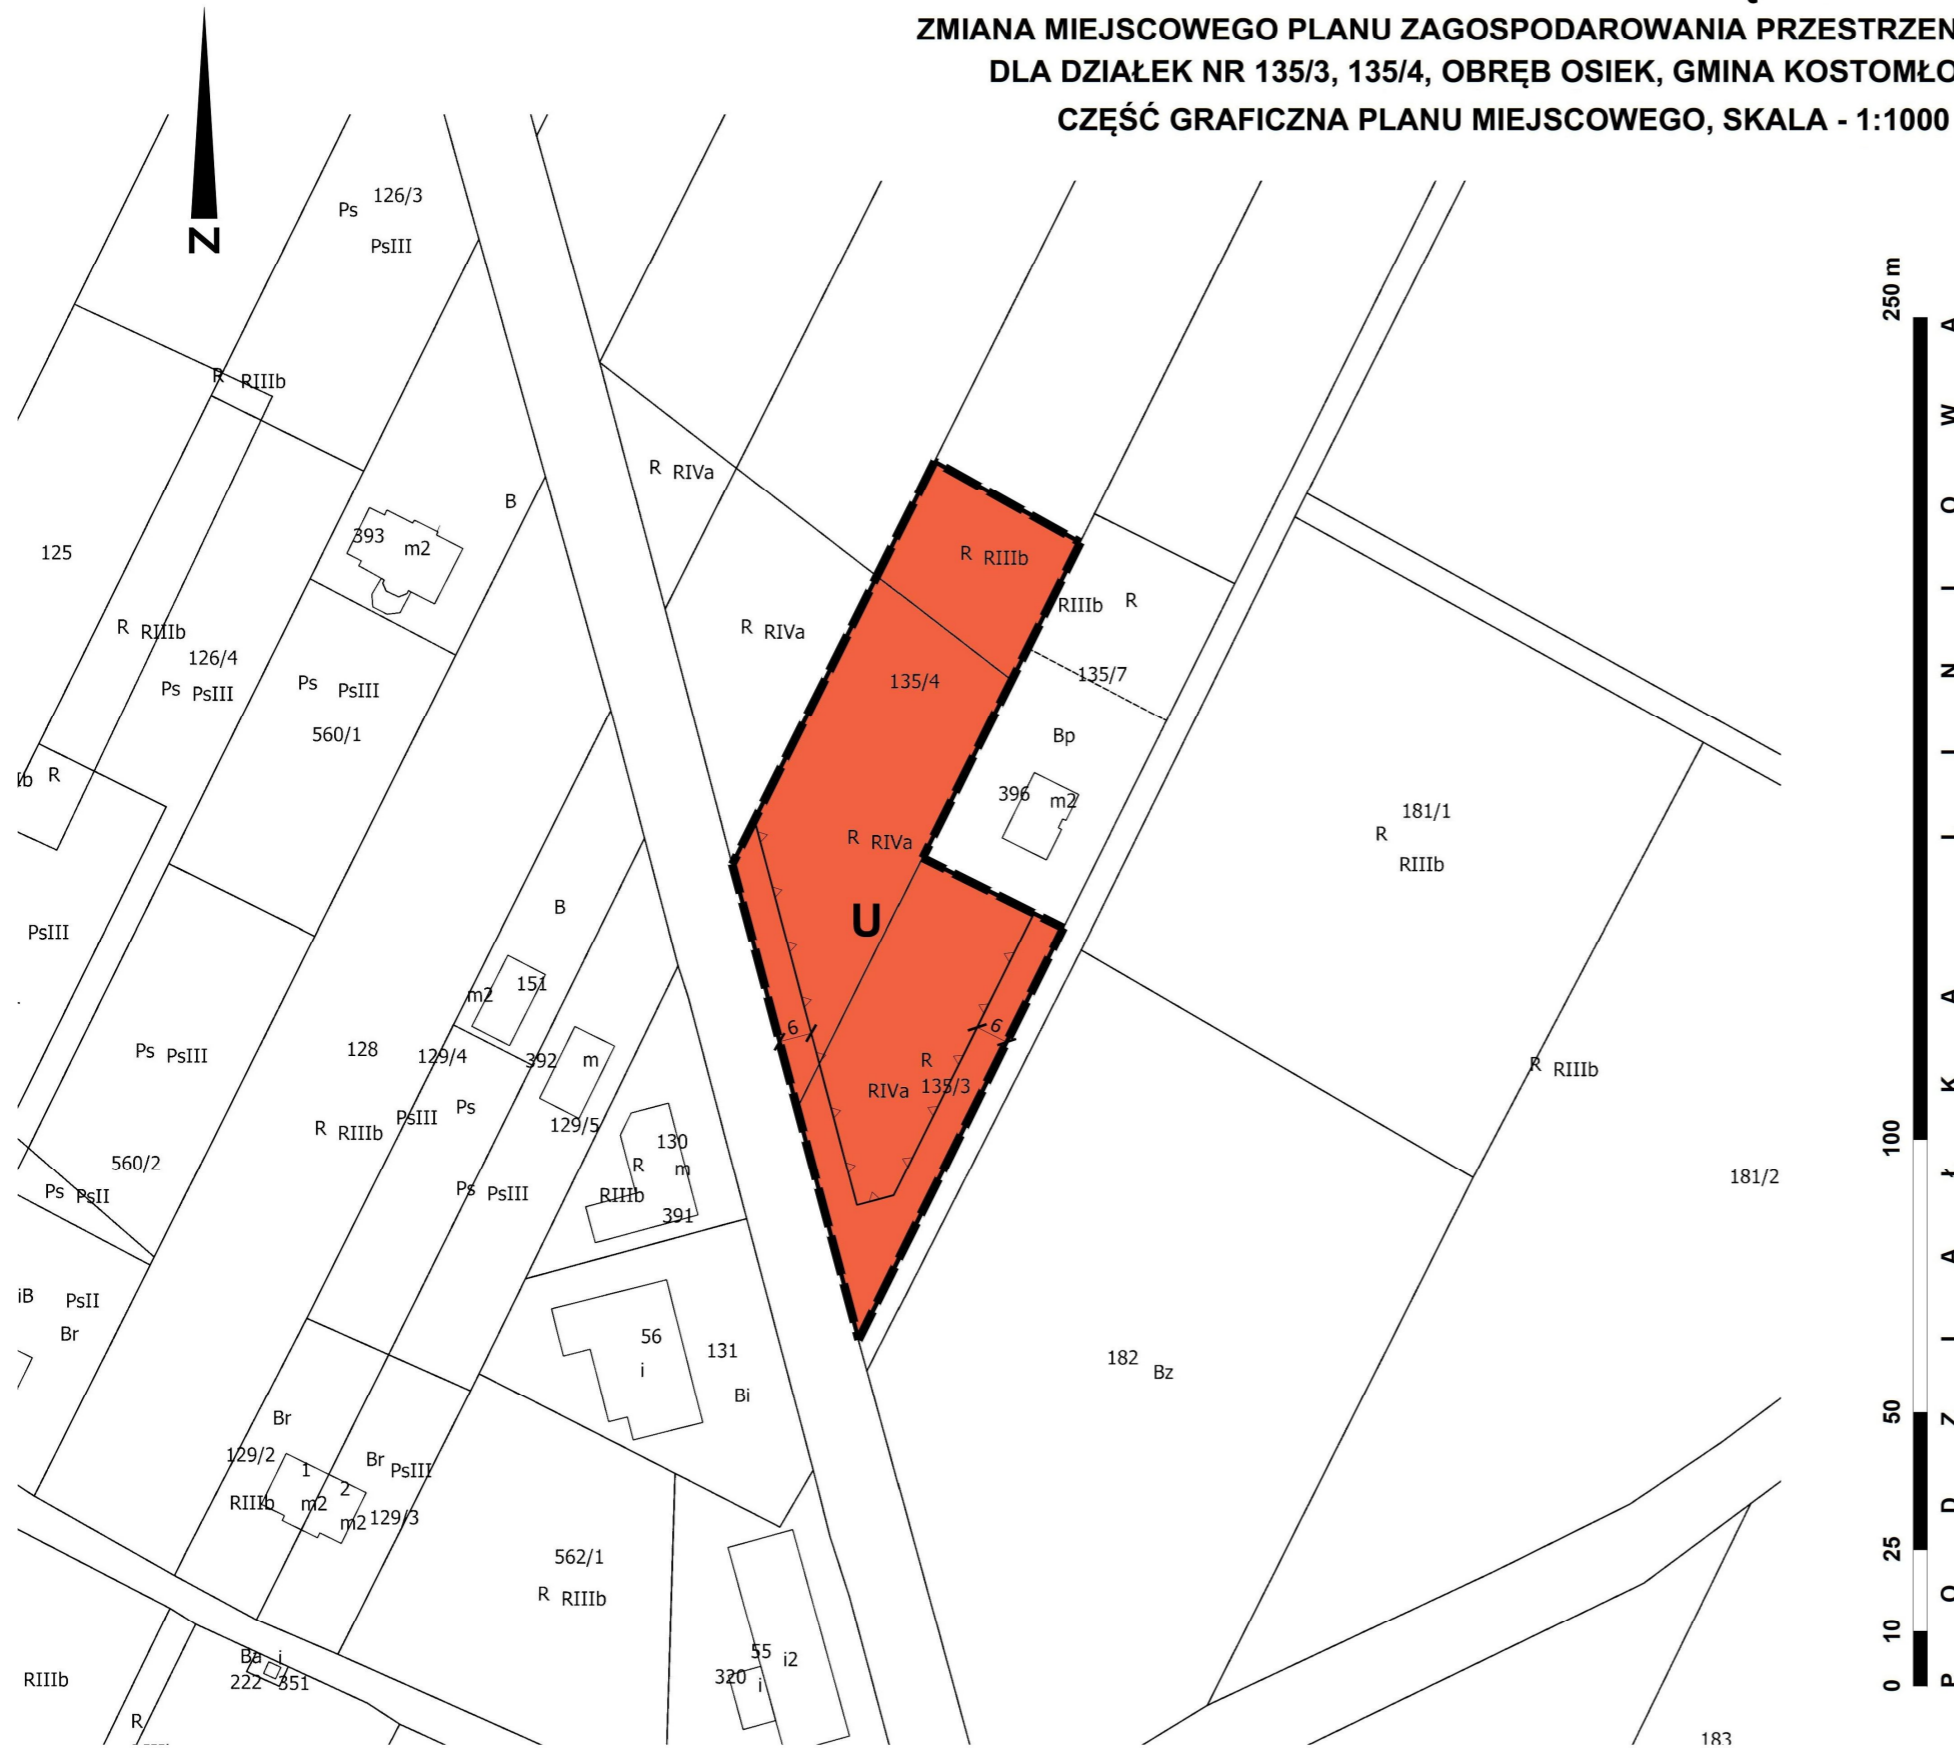 ZMIANA MIEJSCOWEGO PLANU ZAGOSPODAROWANIA PRZESTRZEN
DLA DZIAŁEK NR 135/3, 135/4, OBRĘB OSIEK, GMINA KOSTOMŁO
CZĘŚĆ GRAFICZNA PLANU MIEJSCOWEGO, SKALA - 1:1000
N
126/3
Ps
PsIII
250 m
R RIIIb
R RIVa
B
393
m2
125
R RIIIb
RIIIb R
R RIIIb
R RIVa
126/4
Ps PsIII
Ps PsIII
135/4
135/7
560/1
Bp
R
396 m2
181/1
R
RIIIb
R RIVa
B
U
PsIII
151
m2
6
6
128
129/4
Ps PsIII
392 m
R
R RIIIb
RIVa 135/3
Ps
PsIII
129/5
R RIIIb
130
100
560/2
R m
181/2
Ps PsII
Ps PsIII
RIIIb
391
iB PsII
Br
56
i
131
182 Bz
Bi
50
Br
129/2
Br PsIII
1
2
RIIIb m2
m2 129/3
25
562/1
R RIIIb
10
55 i2
Ba i
320 i
RIIIb
222 351
0
R
183
PODZIAŁKA LINIOWA